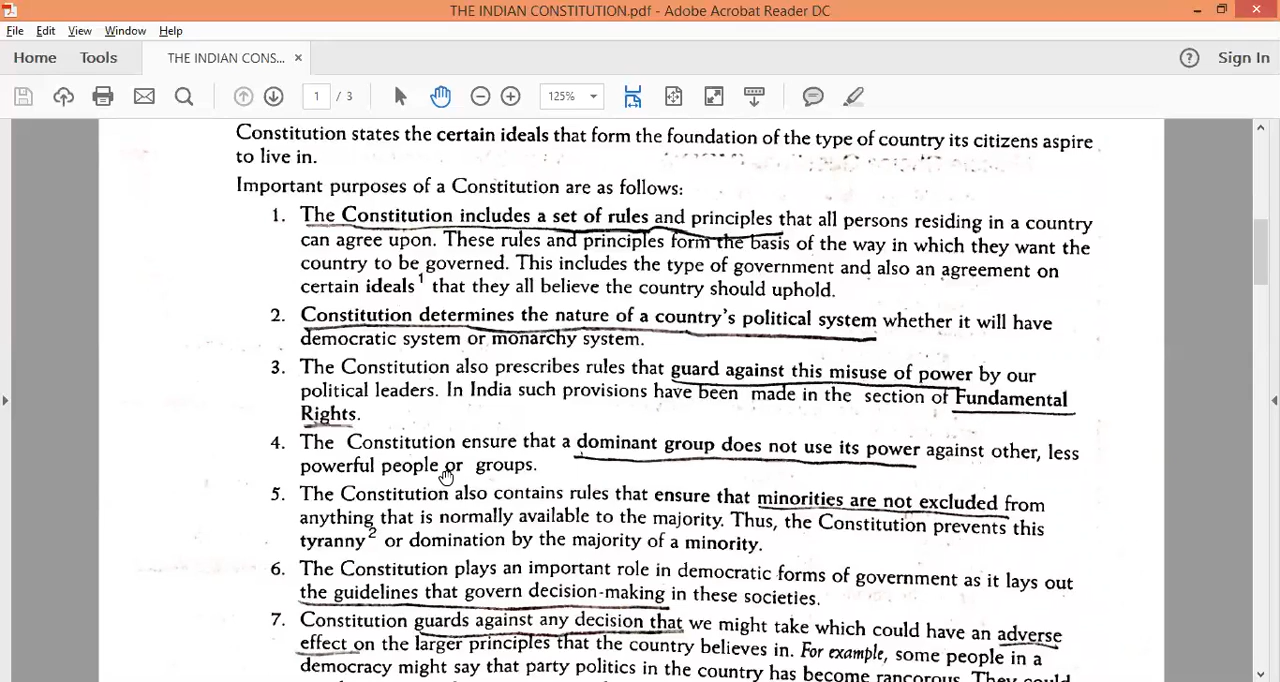 THE INDIAN CONSTITUTION.pdf - Adobe Acrobat Reader DC
File Edit View Window Help
Home Tools THE INDIAN CONS... × Sign In
1 / 3 125%
Constitution states the certain ideals that form the foundation of the type of country its citizens aspire
to live in.
Important purposes of a Constitution are as follows:
1. The Constitution includes a set of rules and principles that all persons residing in a country
can agree upon. These rules and principles form the basis of the way in which they want the
country to be governed. This includes the type of government and also an agreement on
certain ideals1 that they all believe the country should uphold.
2. Constitution determines the nature of a country's political system whether it will have
democratic system or monarchy system.
3. The Constitution also prescribes rules that guard against this misuse of power by our
political leaders. In India such provisions have been made in the section of Fundamental
Rights.
4. The Constitution ensure that a dominant group does not use its power against other, less
powerful people or groups.
5. The Constitution also contains rules that ensure that minorities are not excluded from
anything that is normally available to the majority. Thus, the Constitution prevents this
tyranny2 or domination by the majority of a minority.
6. The Constitution plays an important role in democratic forms of government as it lays out
the guidelines that govern decision-making in these societies.
7. Constitution guards against any decision that we might take which could have an adverse
effect on the larger principles that the country believes in. For example, some people in a
democracy might say that party politics in the country has become rancorous. They could